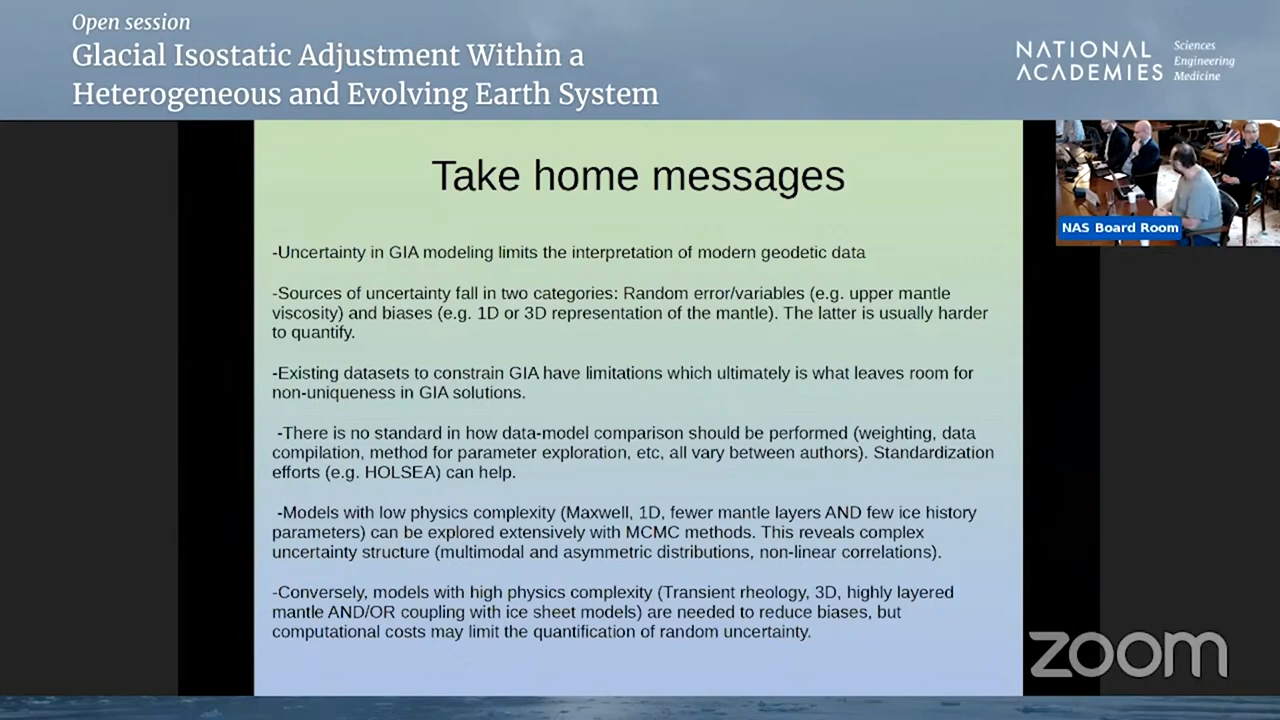 Open session
Glacial Isostatic Adjustment Within a
Heterogeneous and Evolving Earth System
NATIONAL
ACADEMIES
Sciences
Engineering
Medicine
NAS Board Room
Take home messages
-Uncertainty in GIA modeling limits the interpretation of modern geodetic data
-Sources of uncertainty fall in two categories: Random error/variables (e.g. upper mantle
viscosity) and biases (e.g. 1D or 3D representation of the mantle). The latter is usually harder
to quantify.
-Existing datasets to constrain GIA have limitations which ultimately is what leaves room for
non-uniqueness in GIA solutions.
-There is no standard in how data-model comparison should be performed (weighting, data
compilation, method for parameter exploration, etc, all vary between authors). Standardization
efforts (e.g. HOLSEA) can help.
-Models with low physics complexity (Maxwell, 1D, fewer mantle layers AND few ice history
parameters) can be explored extensively with MCMC methods. This reveals complex
uncertainty structure (multimodal and asymmetric distributions, non-linear correlations).
-Conversely, models with high physics complexity (Transient rheology, 3D, highly layered
mantle AND/OR coupling with ice sheet models) are needed to reduce biases, but
computational costs may limit the quantification of random uncertainty.
zoom